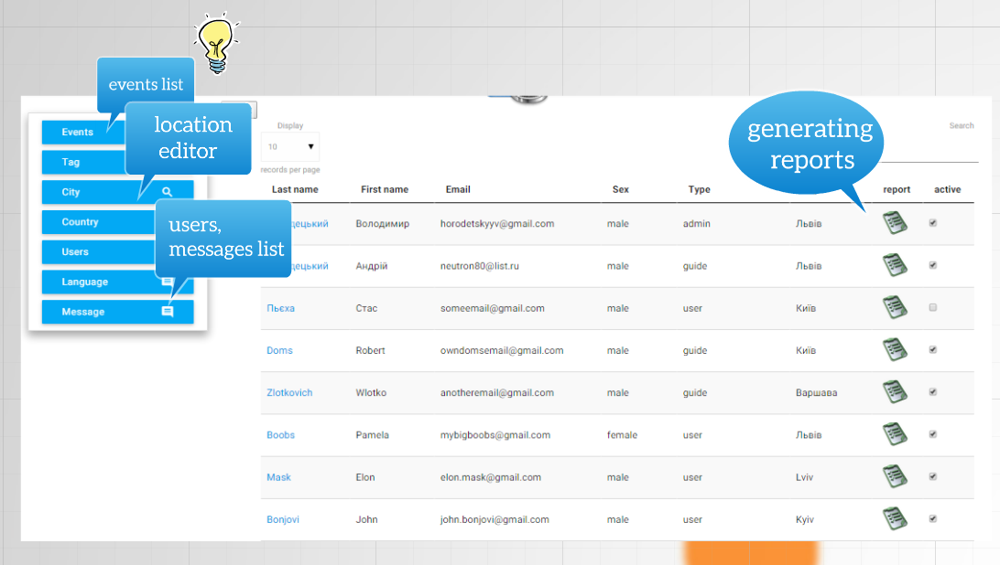 events list
location
editor
users,
messages list
generating
reports
Events
Tag
City
Country
Users
Language
Message
Display
10
records per page
Search
Last name First name Email Sex Type report active
Володимир horodetskyyv@gmail.com male admin Львів
Андрій neutron80@list.ru male guide Львів
Пьєха Стас someemail@gmail.com male user Київ
Doms Robert owndomsemail@gmail.com male guide Київ
Zlotkovich Wlotko anotheremail@gmail.com male guide Варшава
Boobs Pamela mybigboobs@gmail.com female user Львів
Mask Elon elon.mask@gmail.com male user Lviv
Bonjovi John john.bonjovi@gmail.com male user Kyiv